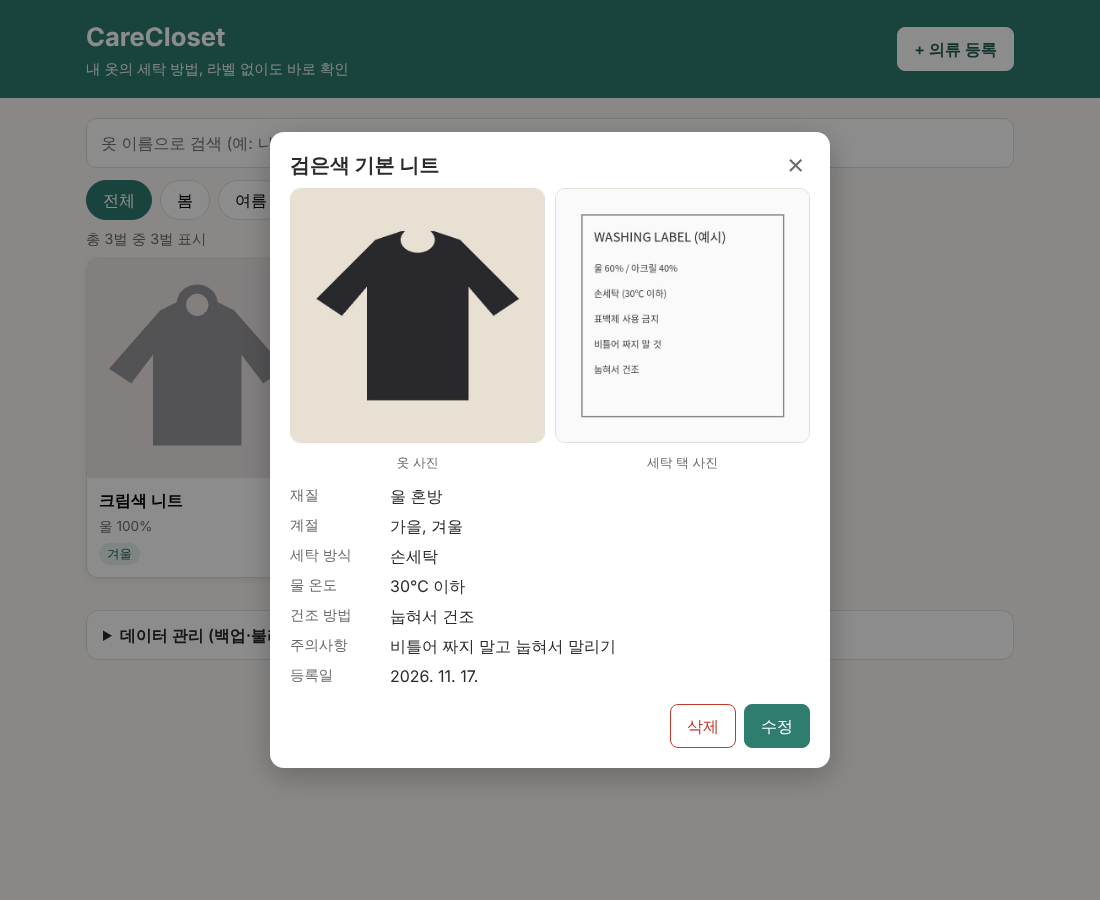 CareCloset
내 옷의 세탁 방법, 라벨 없이도 바로 확인
+ 의류 등록
옷 이름으로 검색 (예: 니
전체
봄
여름
총 3벌 중 3벌 표시
크림색 니트
울 100%
겨울
▶ 데이터 관리 (백업·불러
검은색 기본 니트
✕
WASHING LABEL (예시)
울 60% / 아크릴 40%
손세탁 (30°C 이하)
표백제 사용 금지
비틀어 짜지 말 것
눕혀서 건조
옷 사진
세탁 택 사진
재질 울 혼방
계절 가을, 겨울
세탁 방식 손세탁
물 온도 30°C 이하
건조 방법 눕혀서 건조
주의사항 비틀어 짜지 말고 눕혀서 말리기
등록일 2026. 11. 17.
삭제
수정